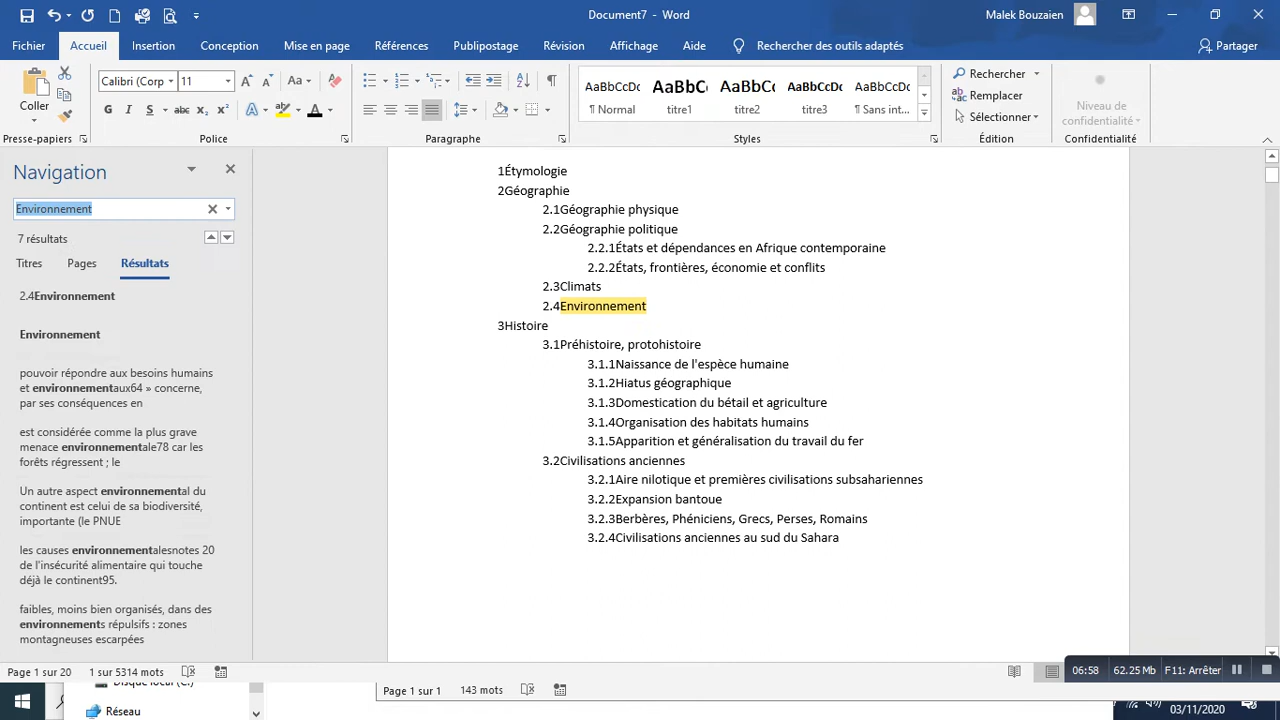 Document7 - Word
Malek Bouzaien
Fichier Accueil Insertion Conception Mise en page Références Publipostage Révision Affichage Aide Rechercher des outils adaptés Partager
Coller
Presse-papiers
Calibri (Corp 11
Police
Paragraphe
AaBbCcDc AaBbC AaBbC AaBbCcDc AaBbCcDc
¶ Normal titre1 titre2 titre3 ¶ Sans int...
Styles
Rechercher
Remplacer
Sélectionner
Édition
Niveau de
confidentialité
Confidentialité
Navigation
Environnement
7 résultats
Titres Pages Résultats
2.4Environnement
Environnement
pouvoir répondre aux besoins humains
et environnementaux64 » concerne,
par ses conséquences en
est considérée comme la plus grave
menace environnementale78 car les
forêts régressent ; le
Un autre aspect environnemental du
continent est celui de sa biodiversité,
importante (le PNUE
les causes environnementalesnotes 20
de l'insécurité alimentaire qui touche
déjà le continent95.
faibles, moins bien organisés, dans des
environnements répulsifs : zones
montagneuses escarpées
1Étymologie
2Géographie
2.1Géographie physique
2.2Géographie politique
2.2.1États et dépendances en Afrique contemporaine
2.2.2États, frontières, économie et conflits
2.3Climats
2.4Environnement
3Histoire
3.1Préhistoire, protohistoire
3.1.1Naissance de l'espèce humaine
3.1.2Hiatus géographique
3.1.3Domestication du bétail et agriculture
3.1.4Organisation des habitats humains
3.1.5Apparition et généralisation du travail du fer
3.2Civilisations anciennes
3.2.1Aire nilotique et premières civilisations subsahariennes
3.2.2Expansion bantoue
3.2.3Berbères, Phéniciens, Grecs, Perses, Romains
3.2.4Civilisations anciennes au sud du Sahara
Page 1 sur 20 1 sur 5314 mots
06:58 62.25 Mb F11: Arrêter
Disque local (C:)
Réseau
Page 1 sur 1 143 mots
03/11/2020